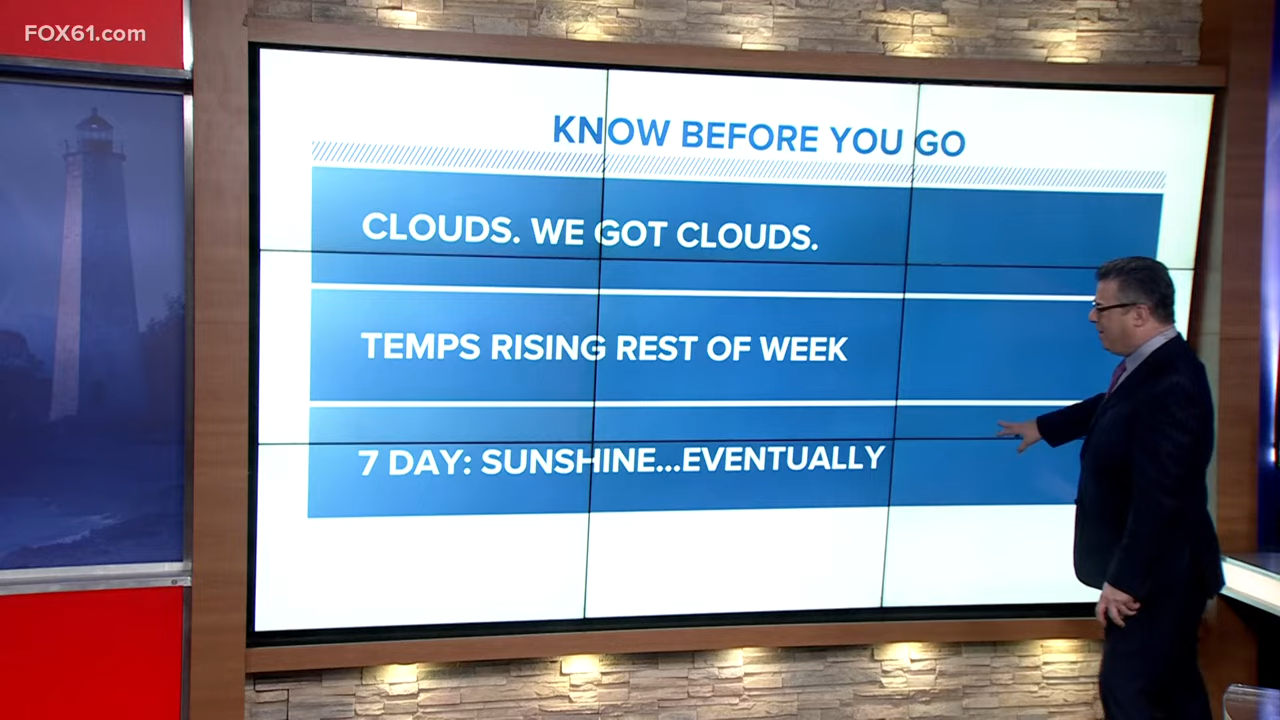 FOX61.com
KNOW BEFORE YOU GO
CLOUDS. WE GOT CLOUDS.
TEMPS RISING REST OF WEEK
7 DAY: SUNSHINE...EVENTUALLY